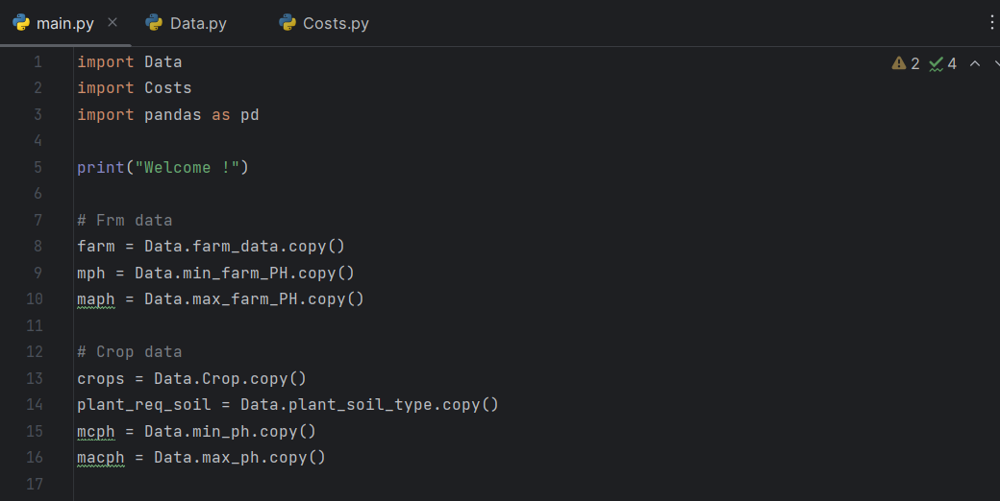 main.py Data.py Costs.py
2 4
1 import Data
2 import Costs
3 import pandas as pd
4
5 print("Welcome !")
6
7 # Frm data
8 farm = Data.farm_data.copy()
9 mph = Data.min_farm_PH.copy()
10 maph = Data.max_farm_PH.copy()
11
12 # Crop data
13 crops = Data.Crop.copy()
14 plant_req_soil = Data.plant_soil_type.copy()
15 mcph = Data.min_ph.copy()
16 macph = Data.max_ph.copy()
17